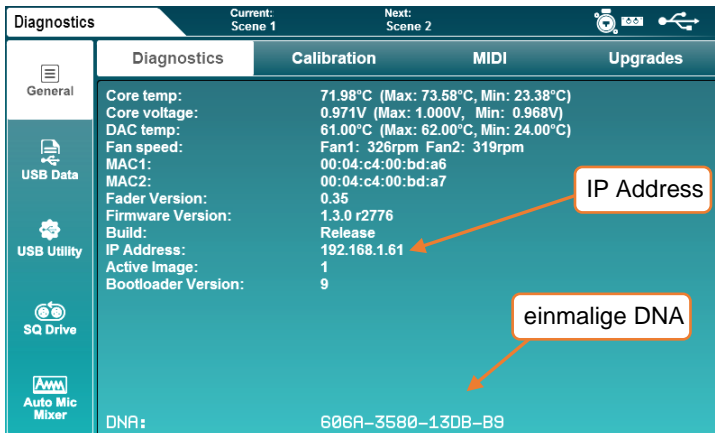 Diagnostics
Current:
Scene 1
Next:
Scene 2
Diagnostics
Calibration
MIDI
Upgrades
General
USB Data
USB Utility
SQ Drive
Auto Mic
Mixer
Core temp: 71.98°C (Max: 73.58°C, Min: 23.38°C)
Core voltage: 0.971V (Max: 1.000V, Min: 0.968V)
DAC temp: 61.00°C (Max: 62.00°C, Min: 24.00°C)
Fan speed: Fan1: 326rpm Fan2: 319rpm
MAC1: 00:04:c4:00:bd:a6
MAC2: 00:04:c4:00:bd:a7
Fader Version: 0.35
Firmware Version: 1.3.0 r2776
Build: Release
IP Address: 192.168.1.61
Active Image: 1
Bootloader Version: 9
IP Address
einmalige DNA
DNA: 606A-3580-13DB-B9